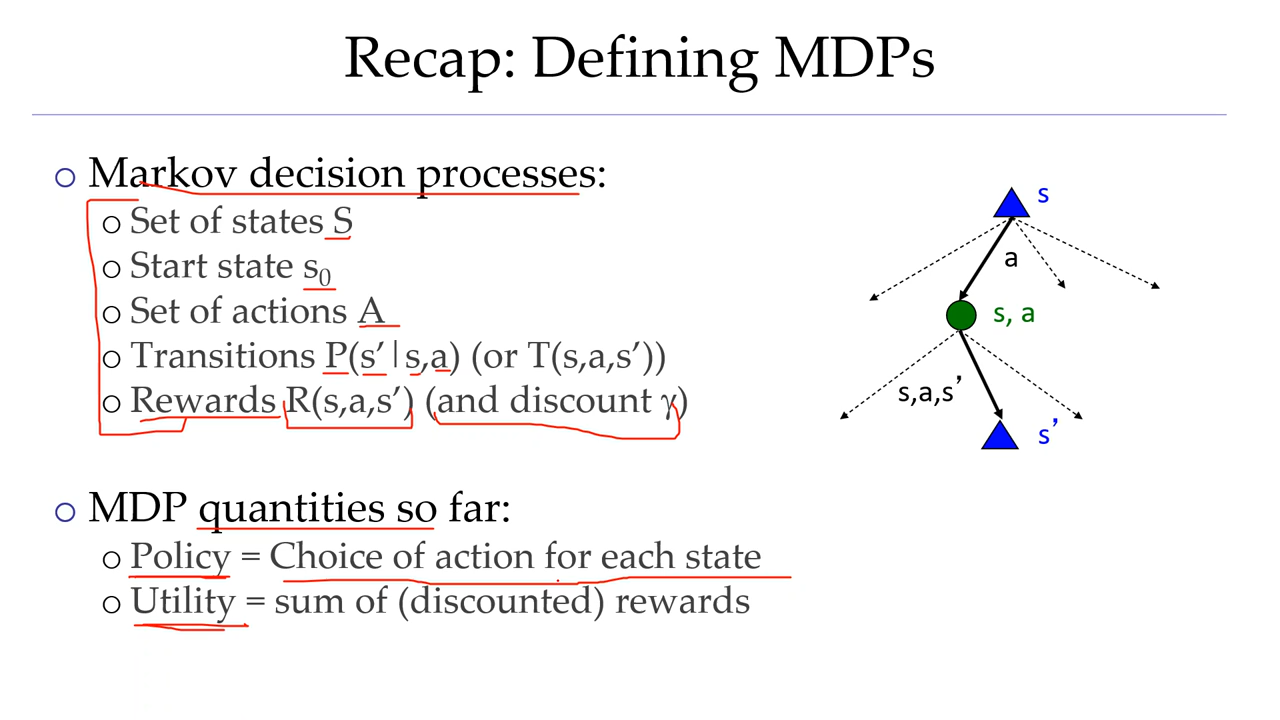 Recap: Defining MDPs
Markov decision processes:
Set of states S
Start state s₀
Set of actions A
Transitions P(s’|s,a) (or T(s,a,s’))
Rewards R(s,a,s’) (and discount γ)
MDP quantities so far:
Policy = Choice of action for each state
Utility = sum of (discounted) rewards
s
a
s, a
s,a,s’
s’